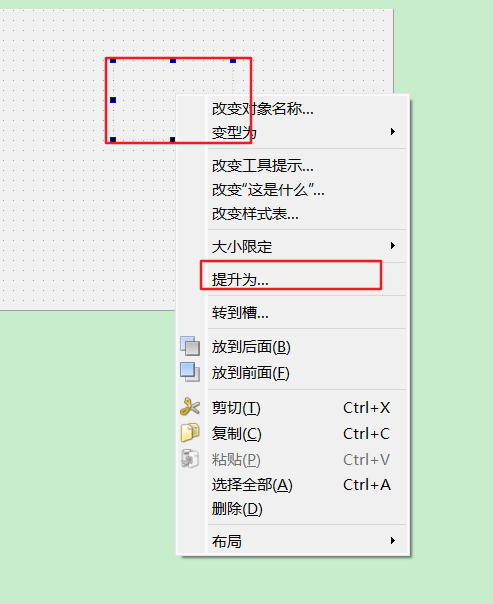 改变对象名称...
变型为
改变工具提示...
改变“这是什么”...
改变样式表...
大小限定
提升为...
转到槽...
放到后面(B)
放到前面(F)
剪切(T) Ctrl+X
复制(C) Ctrl+C
粘贴(P) Ctrl+V
选择全部(A) Ctrl+A
删除(D)
布局